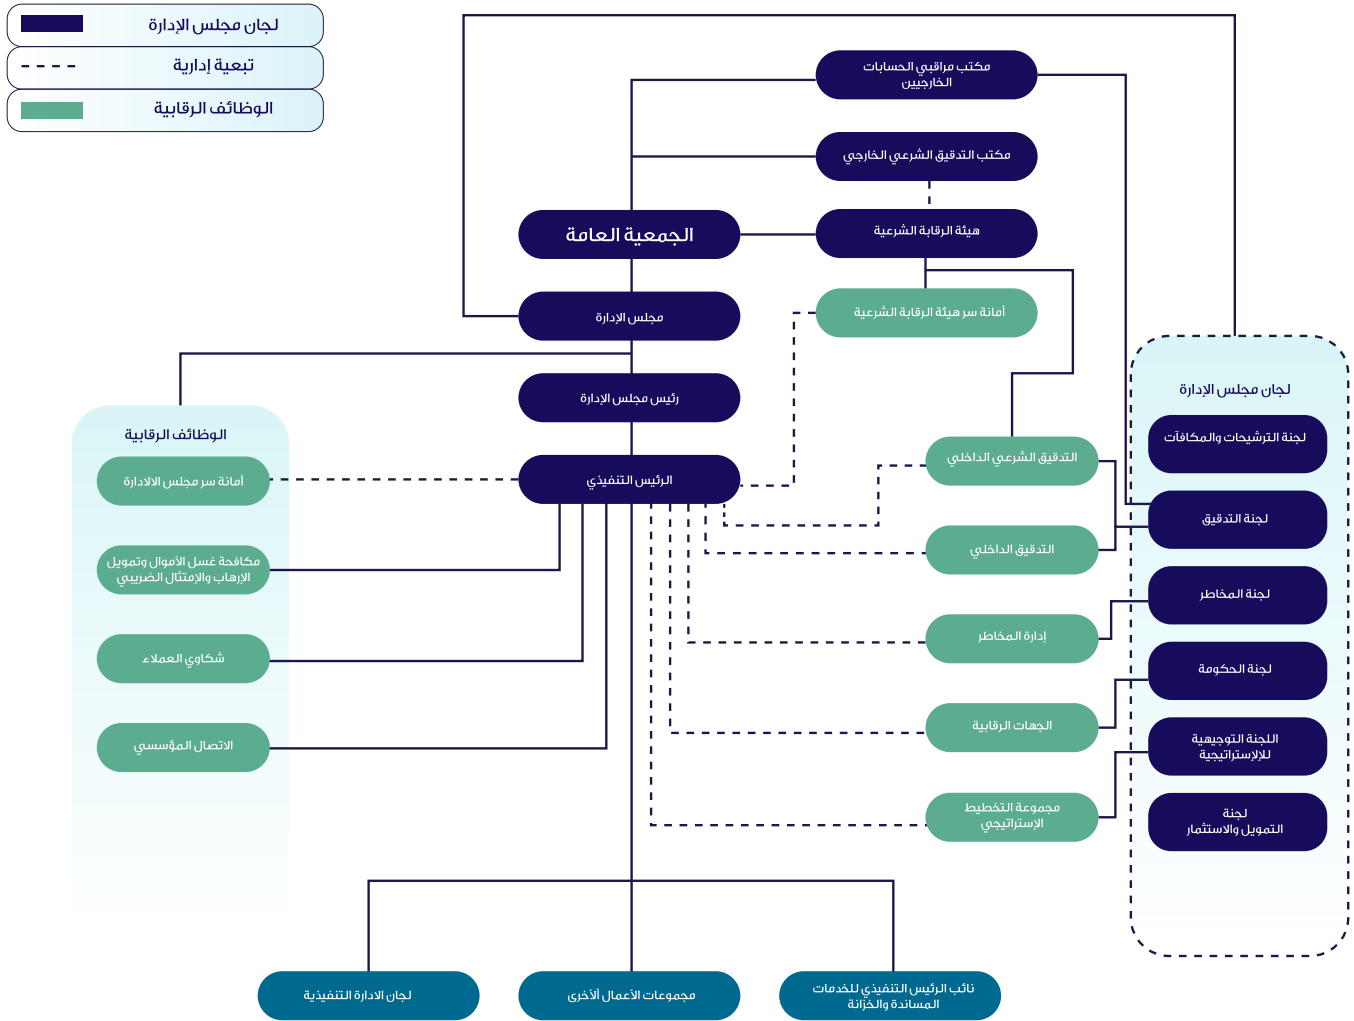 لجان مجلس الإدارة
تبعية إدارية
الوظائف الرقابية
مكتب مراقبي الحسابات
الخارجيين
مكتب التدقيق الشرعي الخارجي
الجمعية العامة
هيئة الرقابة الشرعية
مجلس الإدارة
أمانة سر هيئة الرقابة الشرعية
رئيس مجلس الإدارة
الرئيس التنفيذي
لجان مجلس الإدارة
لجنة الترشيحات والمكافآت
لجنة التدقيق
لجنة المخاطر
لجنة الحكومة
اللجنة التوجيهية
للإلإستراتيجية
لجنة
التمويل والاستثمار
التدقيق الشرعي الداخلي
التدقيق الداخلي
إدارة المخاطر
الجهات الرقابية
مجموعة التخطيط
الإستراتيجي
الوظائف الرقابية
أمانة سر مجلس الالادارة
مكافحة غسل الأموال وتمويل
الإرهاب والإمتثال الضريبي
شكاوي العملاء
الاتصال المؤسسي
نائب الرئيس التنفيذي للخدمات
المساندة والخزانة
مجموعات الأعمال ألأخرى
لجان الادارة التنفيذية